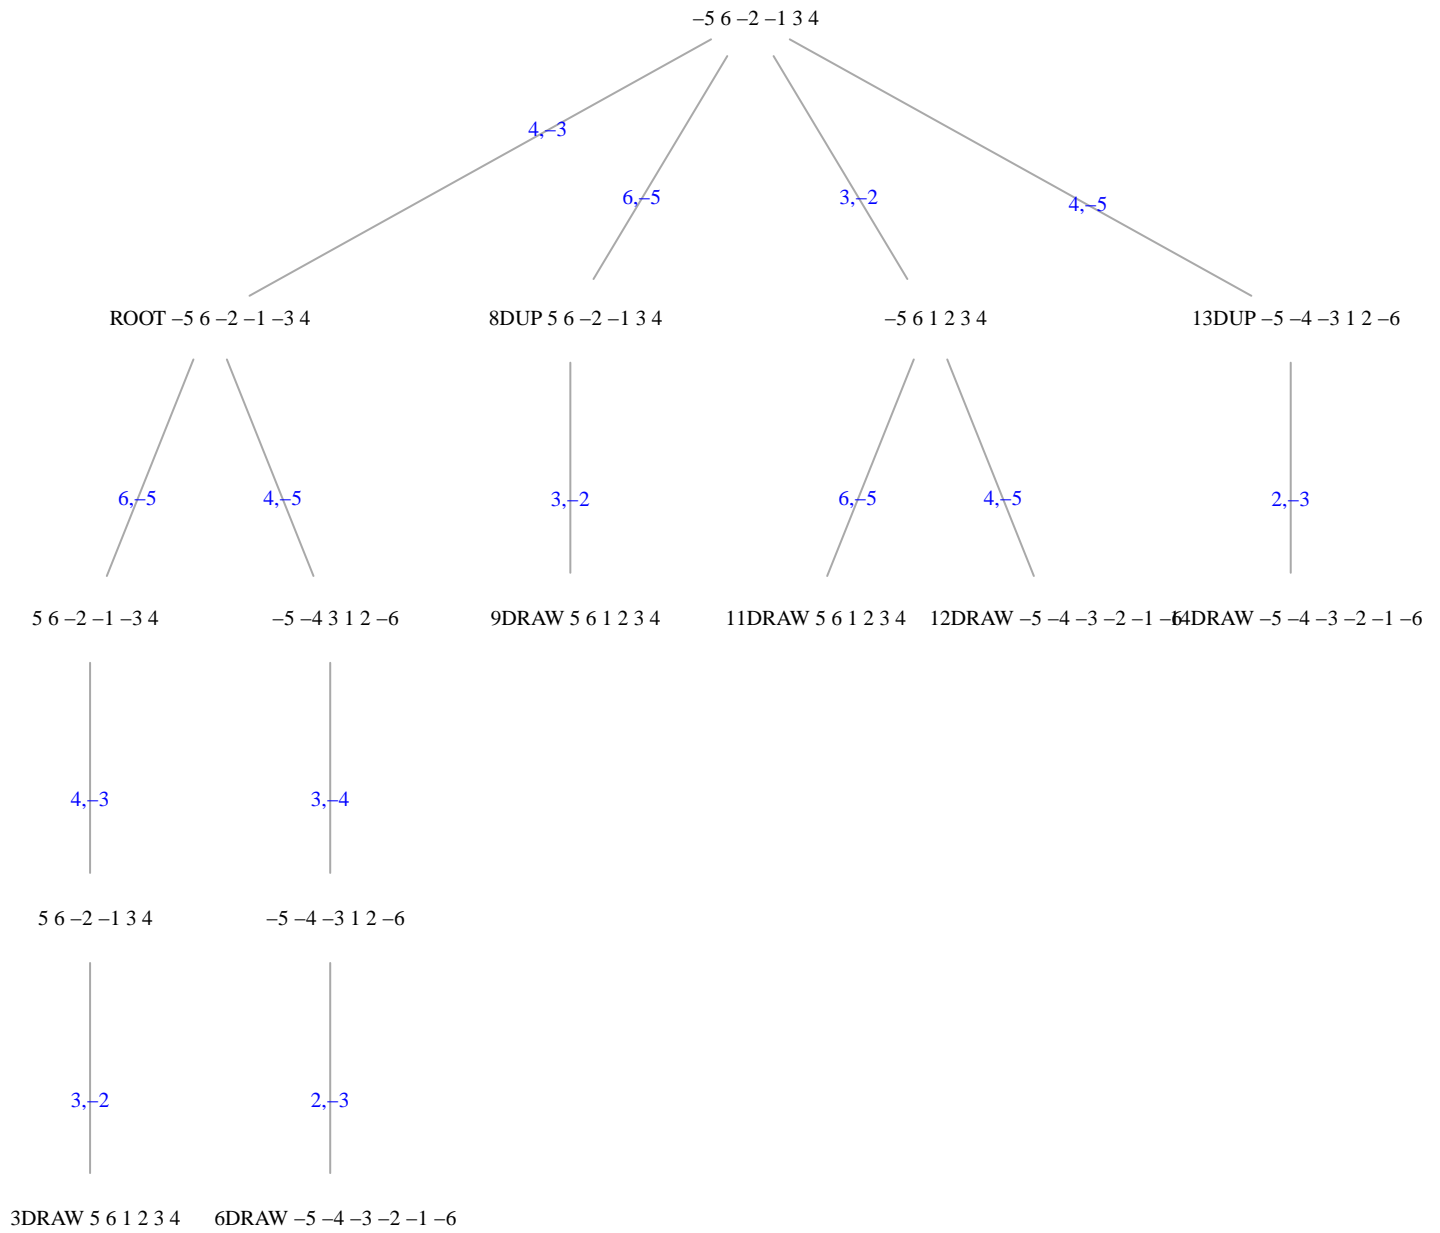 –5 6 –2 –1 3 4
4,–3
6,–5
3,–2
4,–5
ROOT –5 6 –2 –1 –3 4
8DUP 5 6 –2 –1 3 4
–5 6 1 2 3 4
13DUP –5 –4 –3 1 2 –6
6,–5
4,–5
3,–2
6,–5
4,–5
2,–3
5 6 –2 –1 –3 4
–5 –4 3 1 2 –6
9DRAW 5 6 1 2 3 4
11DRAW 5 6 1 2 3 4
12DRAW –5 –4 –3 –2 –1 –6
14DRAW –5 –4 –3 –2 –1 –6
4,–3
3,–4
5 6 –2 –1 3 4
–5 –4 –3 1 2 –6
3,–2
2,–3
3DRAW 5 6 1 2 3 4
6DRAW –5 –4 –3 –2 –1 –6